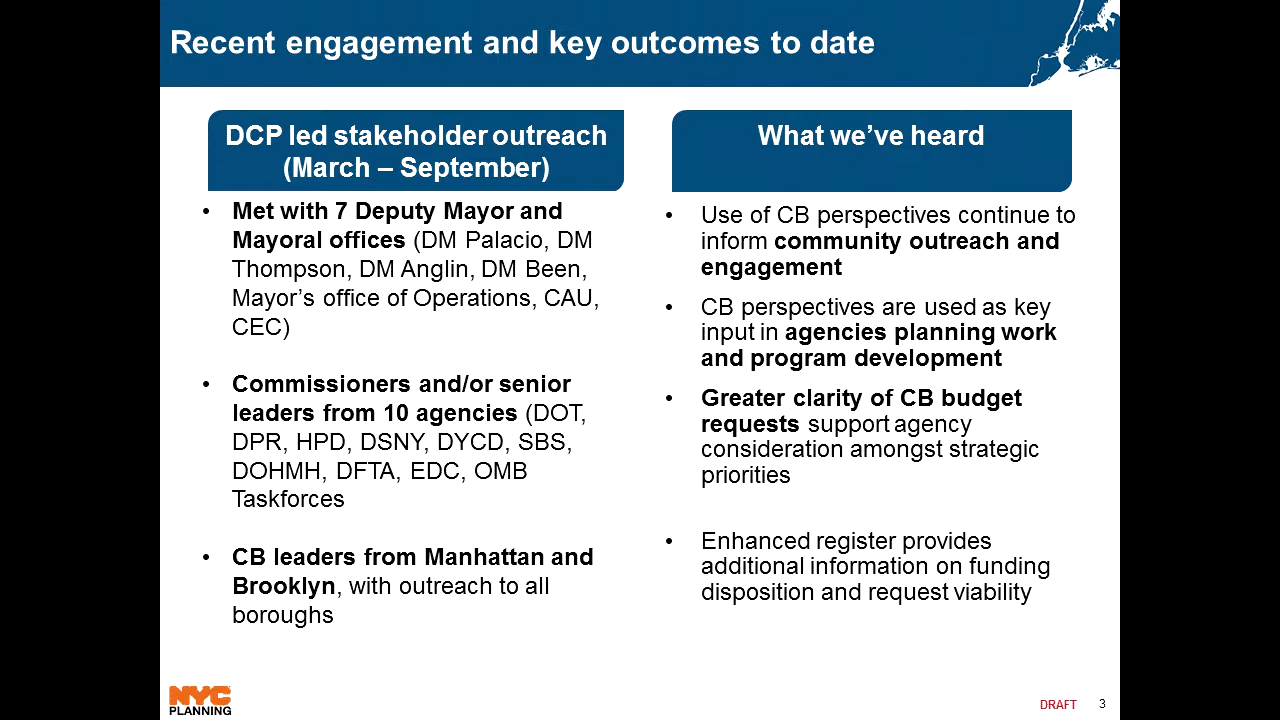 Recent engagement and key outcomes to date
DCP led stakeholder outreach
(March – September)
• Met with 7 Deputy Mayor and
Mayoral offices (DM Palacio, DM
Thompson, DM Anglin, DM Been,
Mayor's office of Operations, CAU,
CEC)
• Commissioners and/or senior
leaders from 10 agencies (DOT,
DPR, HPD, DSNY, DYCD, SBS,
DOHMH, DFTA, EDC, OMB
Taskforces
• CB leaders from Manhattan and
Brooklyn, with outreach to all
boroughs
What we've heard
• Use of CB perspectives continue to
inform community outreach and
engagement
• CB perspectives are used as key
input in agencies planning work
and program development
• Greater clarity of CB budget
requests support agency
consideration amongst strategic
priorities
• Enhanced register provides
additional information on funding
disposition and request viability
NYC
PLANNING
DRAFT 3